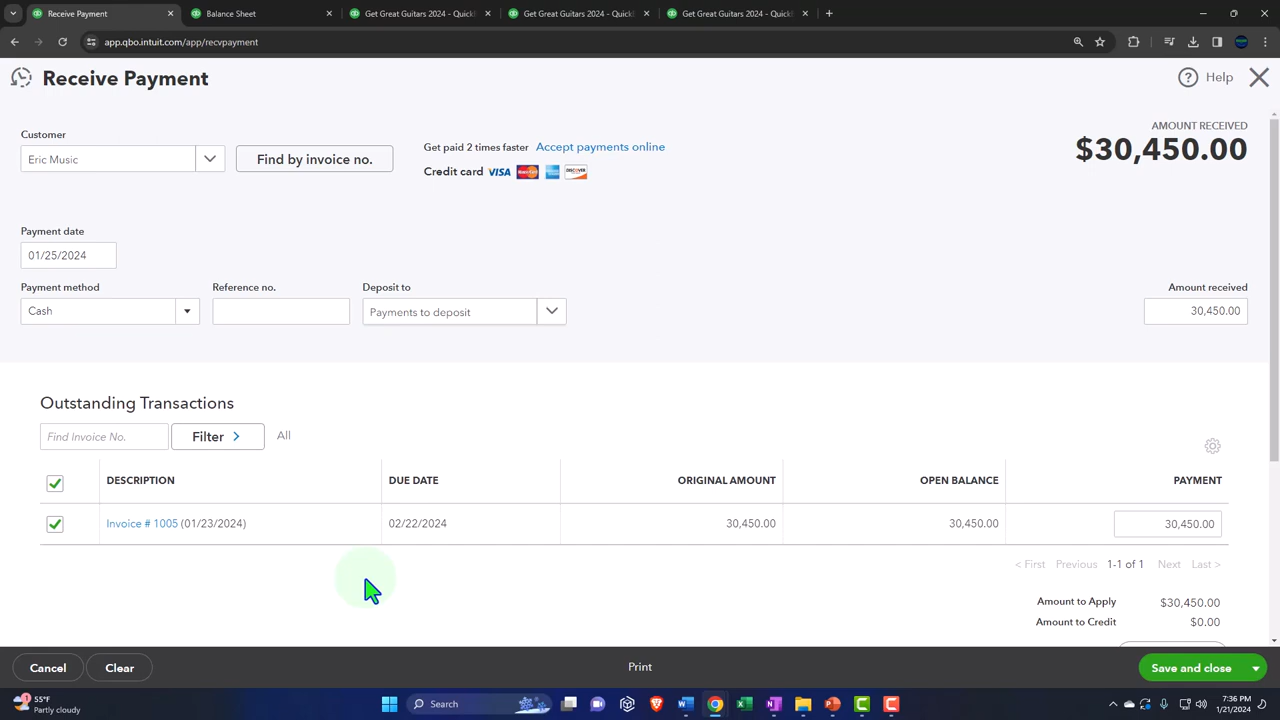 Receive Payment
Balance Sheet
Get Great Guitars 2024 - QuickB
Get Great Guitars 2024 - QuickB
Get Great Guitars 2024 - QuickB
app.qbo.intuit.com/app/recvpayment
Receive Payment
Help
Customer
AMOUNT RECEIVED
$30,450.00
Eric Music
Find by invoice no.
Get paid 2 times faster Accept payments online
Credit card VISA
Payment date
01/25/2024
Payment method
Reference no.
Deposit to
Amount received
Cash
Payments to deposit
30,450.00
Outstanding Transactions
Find Invoice No.
Filter >
All
DESCRIPTION
DUE DATE
ORIGINAL AMOUNT
OPEN BALANCE
PAYMENT
Invoice # 1005 (01/23/2024)
02/22/2024
30,450.00
30,450.00
30,450.00
< First Previous 1-1 of 1 Next Last >
Amount to Apply $30,450.00
Amount to Credit $0.00
Cancel
Clear
Print
Save and close
55°F
Partly cloudy
Search
7:36 PM
1/21/2024